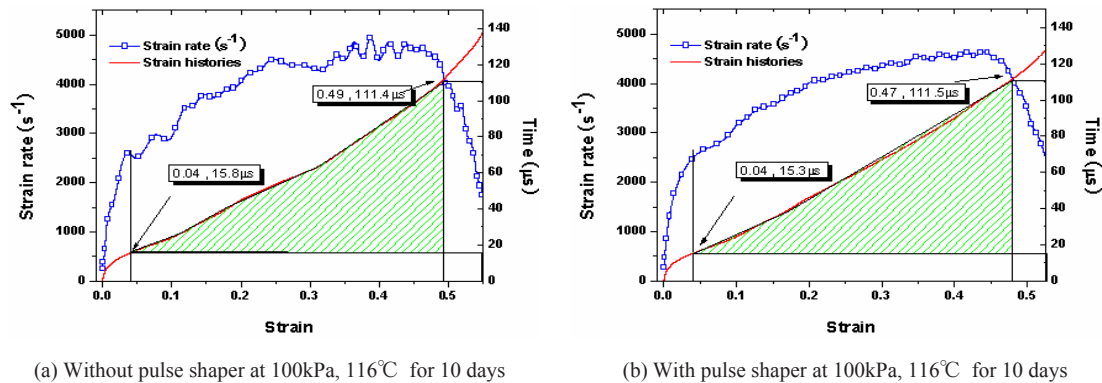 5000
4000
3000
2000
1000
0
Strain rate (s-1)
Strain rate (s-1)
Strain histories
0.49 , 111.4μs
0.04 , 15.8μs
140
120
100
80
60
40
20
0
Time (μs)
0.0 0.1 0.2 0.3 0.4 0.5
Strain
(a) Without pulse shaper at 100kPa, 116℃ for 10 days
5000
4000
3000
2000
1000
0
Strain rate (s-1)
Strain rate (s-1)
Strain histories
0.47 , 111.5μs
0.04 , 15.3μs
140
120
100
80
60
40
20
0
Time (μs)
0.0 0.1 0.2 0.3 0.4 0.5
Strain
(b) With pulse shaper at 100kPa, 116℃ for 10 days